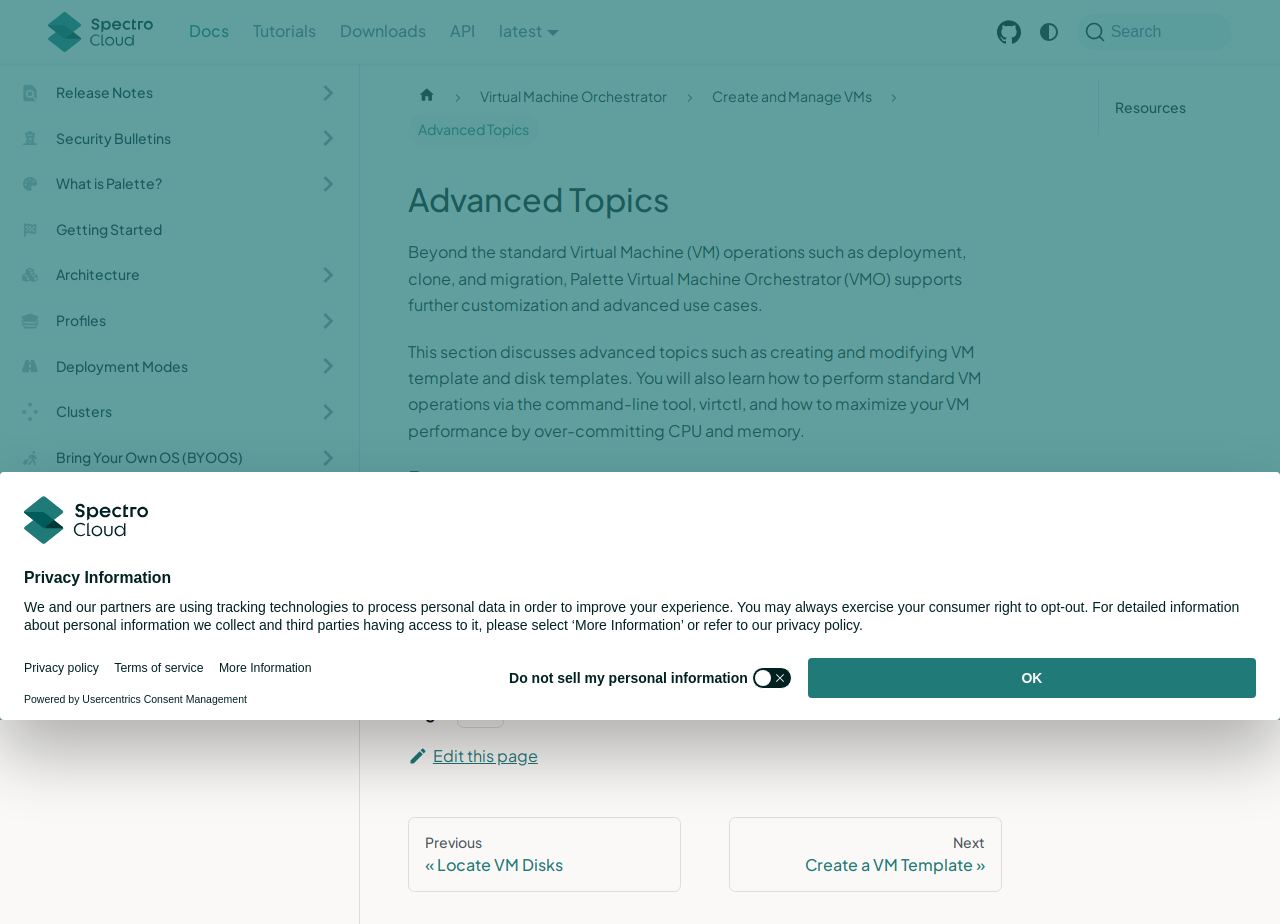 Spectro Cloud
Docs
Tutorials
Downloads
API
latest
Search
Release Notes
Security Bulletins
What is Palette?
Getting Started
Architecture
Profiles
Deployment Modes
Clusters
Bring Your Own OS (BYOOS)
Virtual Machine Orchestrator
Create and Manage VMs
Advanced Topics
Resources
Advanced Topics
Beyond the standard Virtual Machine (VM) operations such as deployment,
clone, and migration, Palette Virtual Machine Orchestrator (VMO) supports
further customization and advanced use cases.
This section discusses advanced topics such as creating and modifying VM
template and disk templates. You will also learn how to perform standard VM
operations via the command-line tool, virtctl, and how to maximize your VM
performance by over-committing CPU and memory.
Spectro Cloud
Privacy Information
We and our partners are using tracking technologies to process personal data in order to improve your experience. You may always exercise your consumer right to opt-out. For detailed information
about personal information we collect and third parties having access to it, please select ‘More Information’ or refer to our privacy policy.
Privacy policy
Terms of service
More Information
Powered by Usercentrics Consent Management
Do not sell my personal information
OK
Edit this page
Previous
« Locate VM Disks
Next
Create a VM Template »